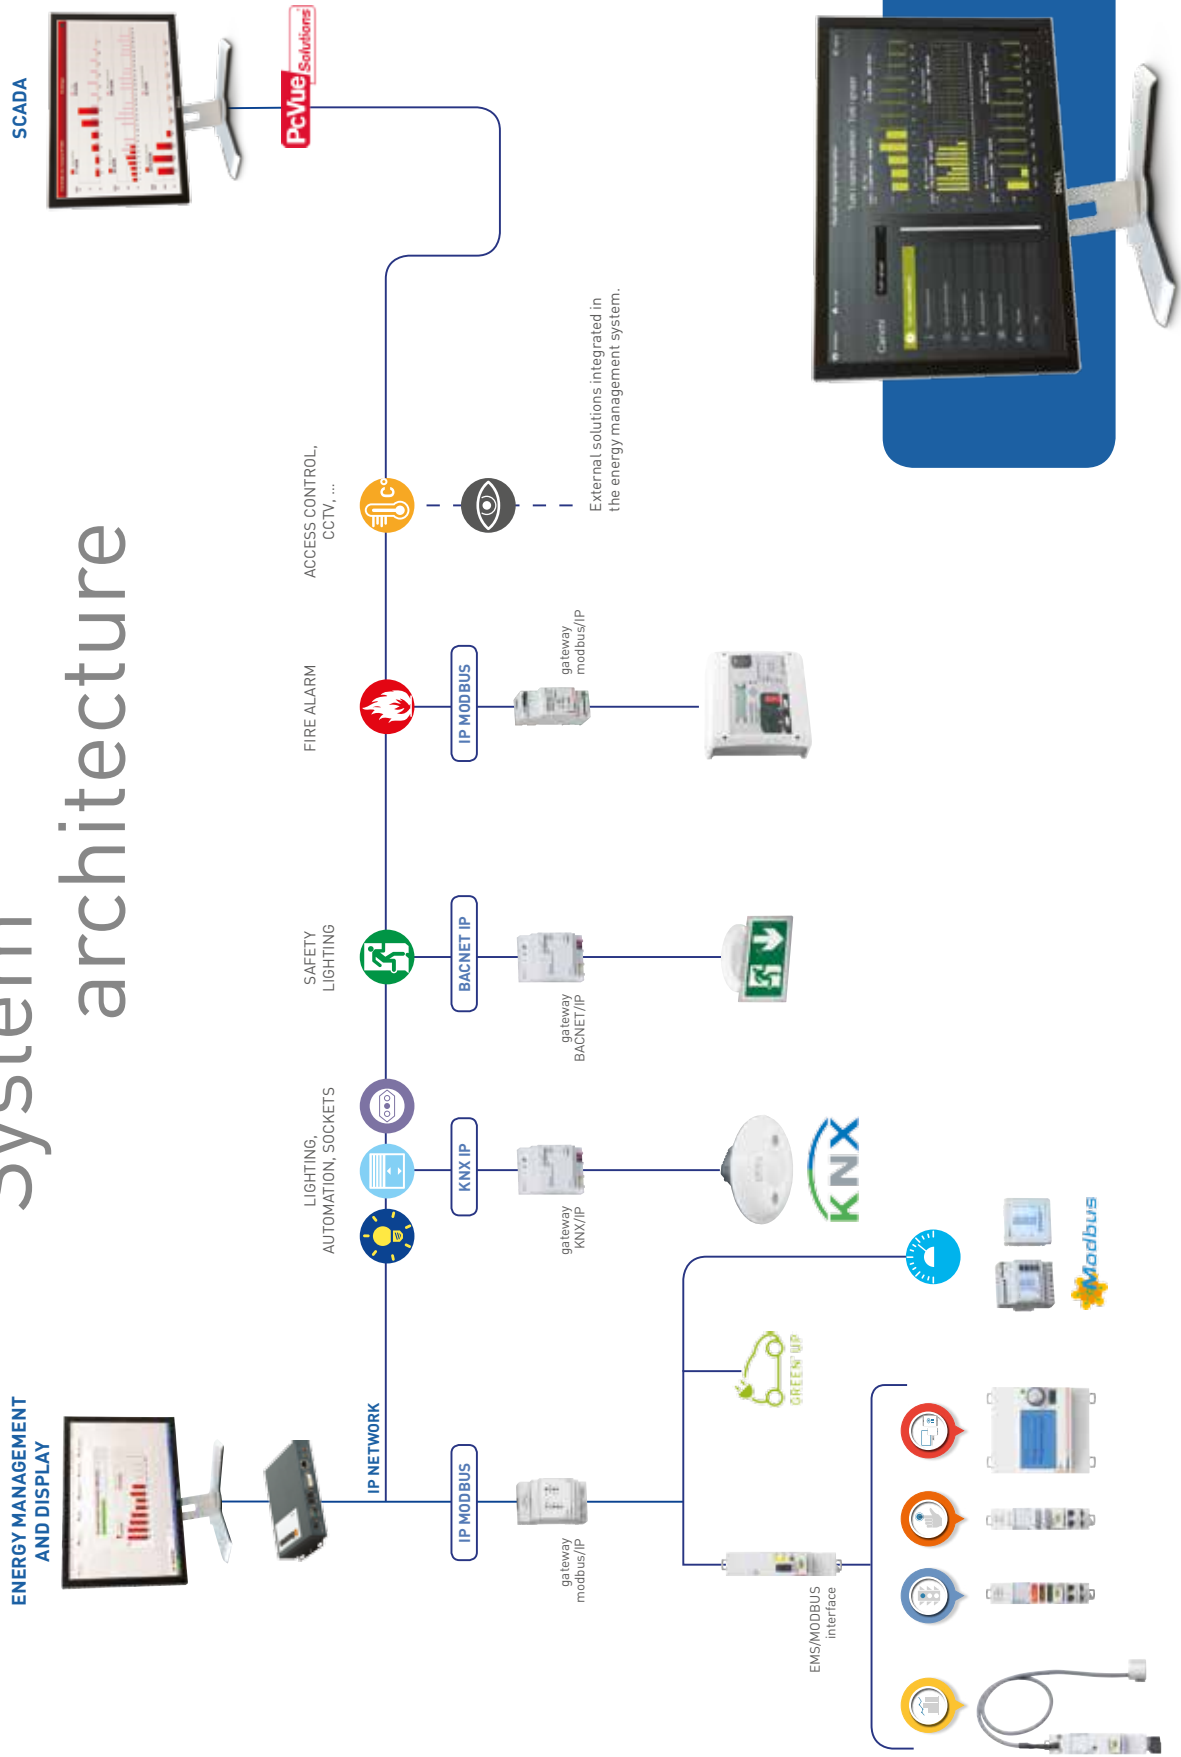 System
architecture
ENERGY MANAGEMENT
AND DISPLAY
SCADA
PcVue
Solutions
IP NETWORK
LIGHTING,
AUTOMATION, SOCKETS
SAFETY
LIGHTING
FIRE ALARM
ACCESS CONTROL,
CCTV, ...
C°
IP MODBUS
KNX IP
BACNET IP
IP MODBUS
gateway
modbus/IP
gateway
KNX/IP
gateway
BACNET/IP
gateway
modbus/IP
External solutions integrated in
the energy management system.
EMS/MODBUS
interface
GREEN'UP
KNX
Modbus
DELL